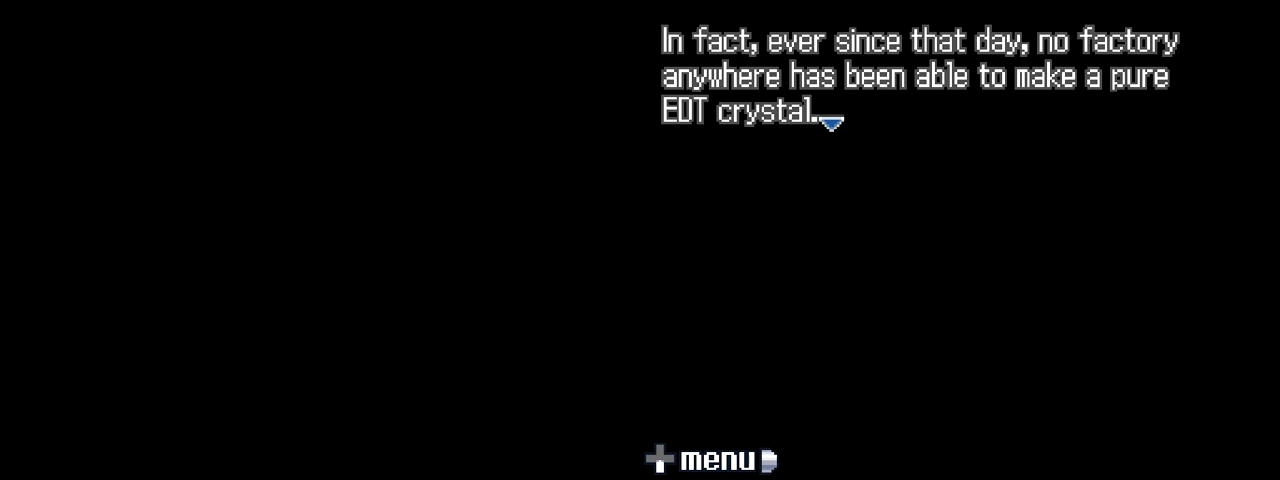 In fact, ever since that day, no factory
anywhere has been able to make a pure
EDT crystal.
menu